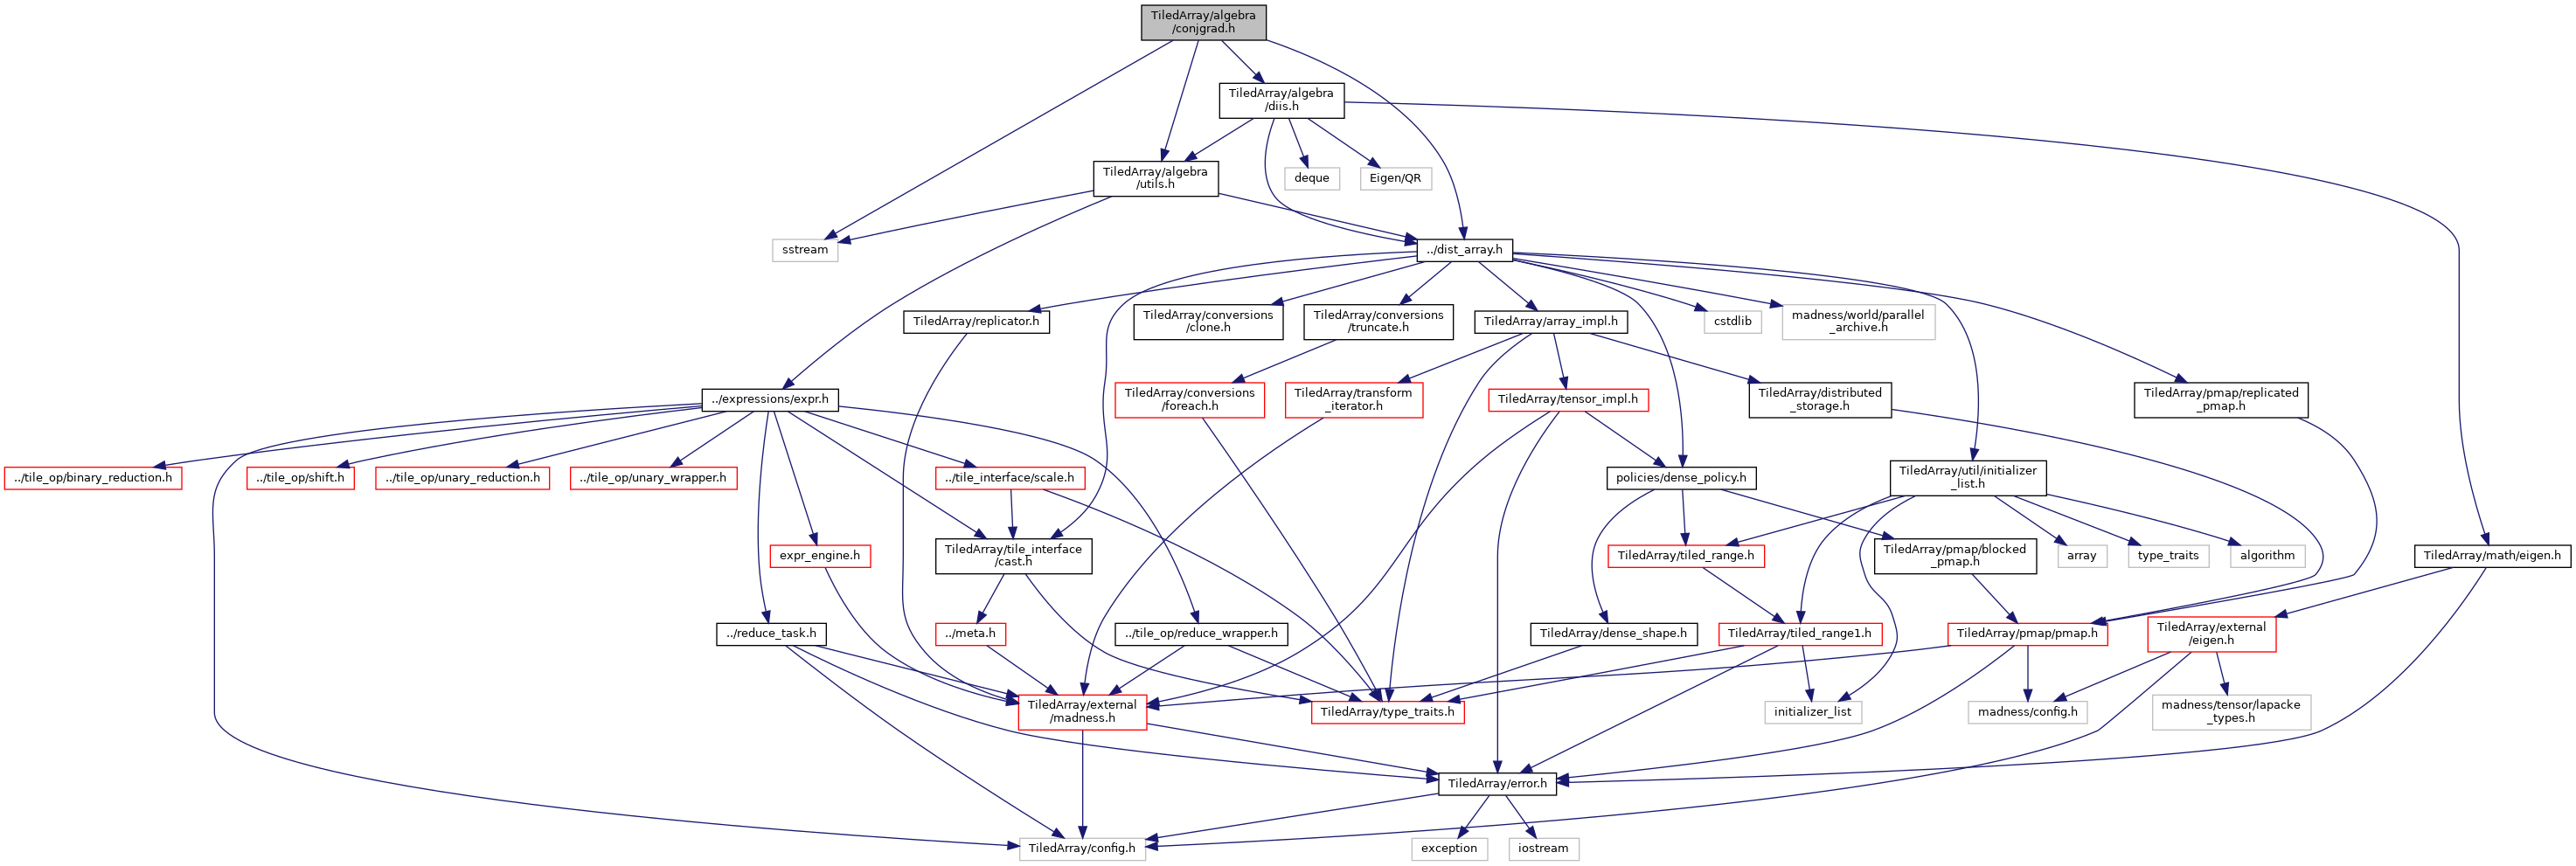 TiledArray/algebra
/conjgrad.h
TiledArray/algebra
/diis.h
TiledArray/algebra
/utils.h
deque
Eigen/QR
sstream
../dist_array.h
TiledArray/replicator.h
TiledArray/conversions
/clone.h
TiledArray/conversions
/truncate.h
TiledArray/array_impl.h
cstdlib
madness/world/parallel
_archive.h
../expressions/expr.h
TiledArray/conversions
/foreach.h
TiledArray/transform
_iterator.h
TiledArray/tensor_impl.h
TiledArray/distributed
_storage.h
TiledArray/pmap/replicated
_pmap.h
../tile_op/binary_reduction.h
../tile_op/shift.h
../tile_op/unary_reduction.h
../tile_op/unary_wrapper.h
../tile_interface/scale.h
policies/dense_policy.h
TiledArray/util/initializer
_list.h
expr_engine.h
TiledArray/tile_interface
/cast.h
TiledArray/tiled_range.h
TiledArray/pmap/blocked
_pmap.h
array
type_traits
algorithm
TiledArray/math/eigen.h
../reduce_task.h
../meta.h
../tile_op/reduce_wrapper.h
TiledArray/dense_shape.h
TiledArray/tiled_range1.h
TiledArray/pmap/pmap.h
TiledArray/external
/eigen.h
TiledArray/external
/madness.h
TiledArray/type_traits.h
initializer_list
madness/config.h
madness/tensor/lapacke
_types.h
TiledArray/error.h
TiledArray/config.h
exception
iostream